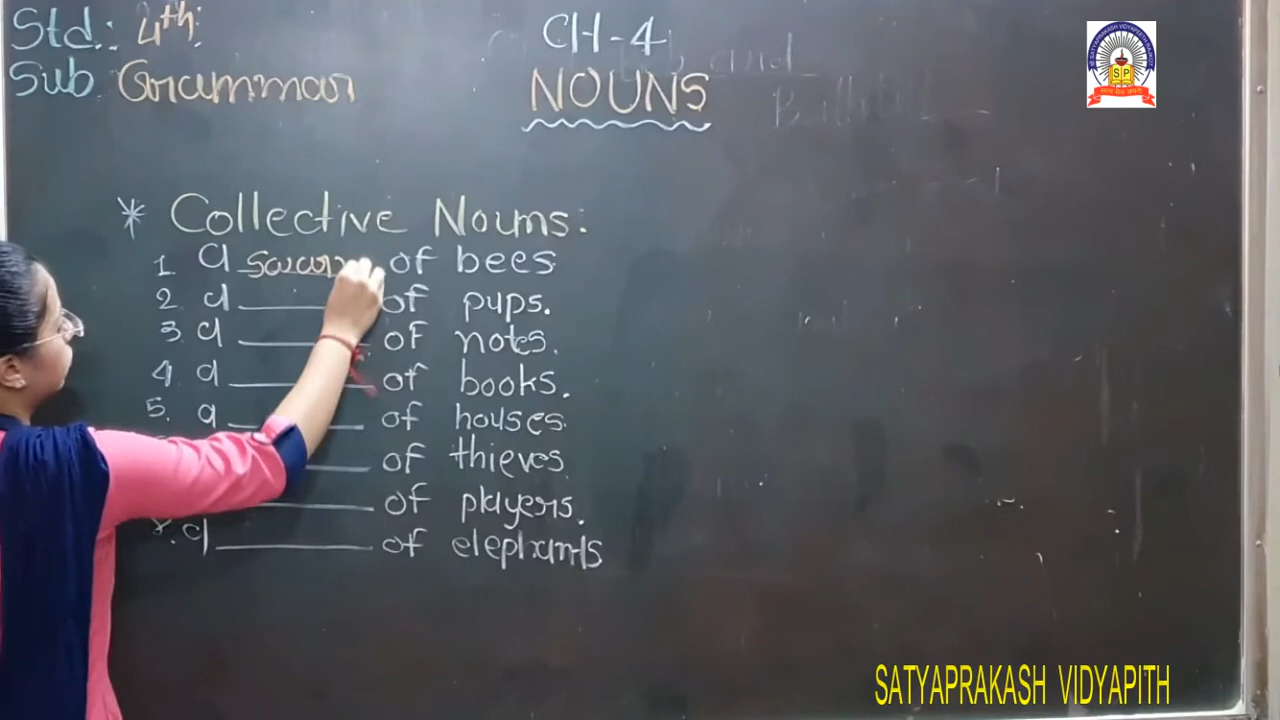 Std.: 4th.
Sub Grammar
CH-4
NOUNS
and
* Collective Nouns:
1. a swarm of bees
2. a ______ of pups.
3. a ______ of notes.
4. a ______ of books.
5. a ______ of houses.
______ of thieves.
______ of players.
8. a ______ of elephants
SP
SATYAPRAKASH VIDYAPITH